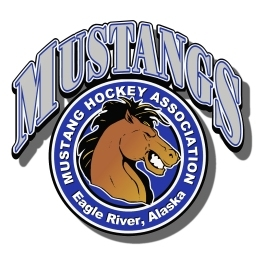 MUSTANGS
MUSTANG HOCKEY ASSOCIATION
Eagle River, Alaska